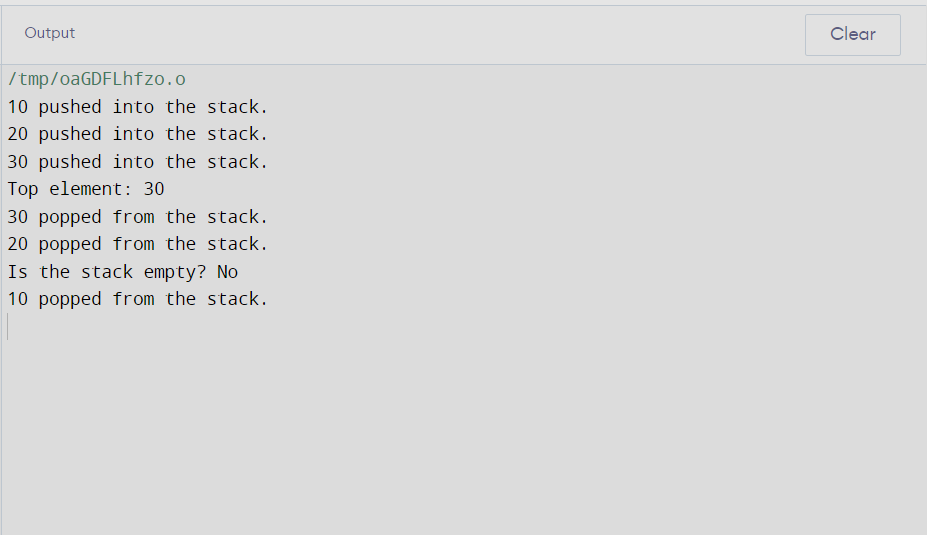 Output
Clear
/tmp/oaGDFLhfzo.o
10 pushed into the stack.
20 pushed into the stack.
30 pushed into the stack.
Top element: 30
30 popped from the stack.
20 popped from the stack.
Is the stack empty? No
10 popped from the stack.